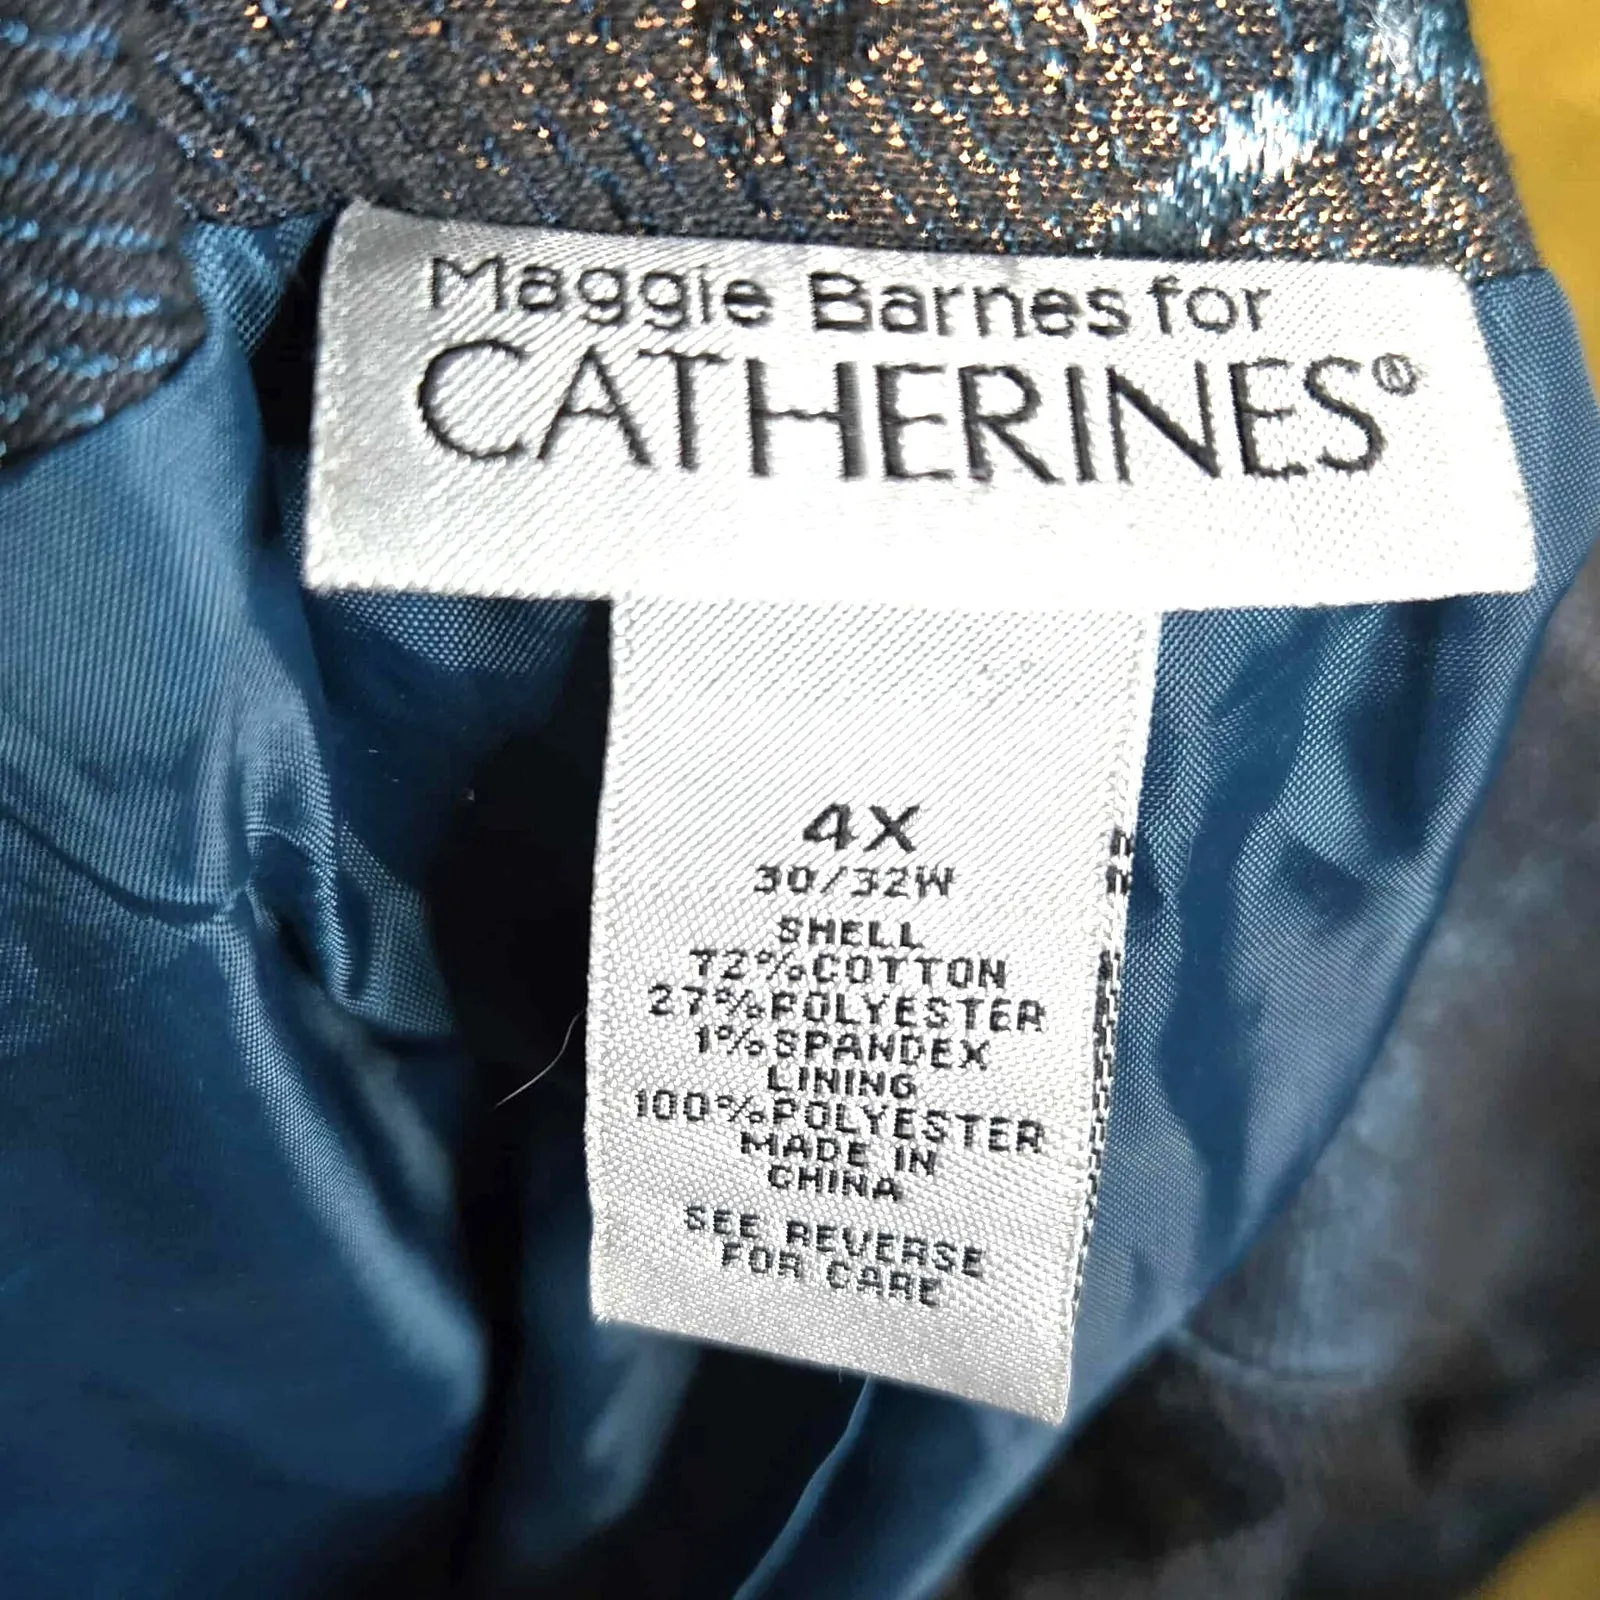 Maggie Barnes for
CATHERINES®
4X
30/32W
SHELL
72%COTTON
27%POLYESTER
1%SPANDEX
LINING
100%POLYESTER
MADE IN
CHINA
SEE REVERSE
FOR CARE